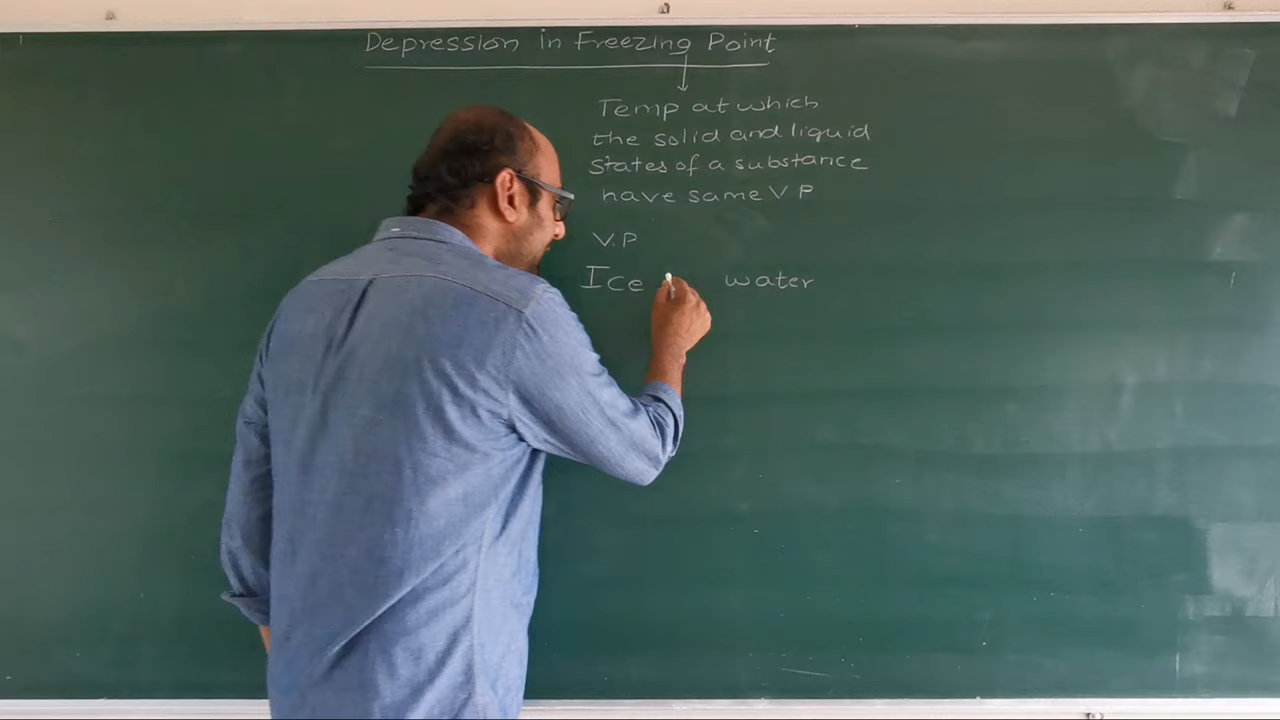 Depression in Freezing Point
Temp at which
the solid and liquid
states of a substance
have same V P
V.P
Ice water